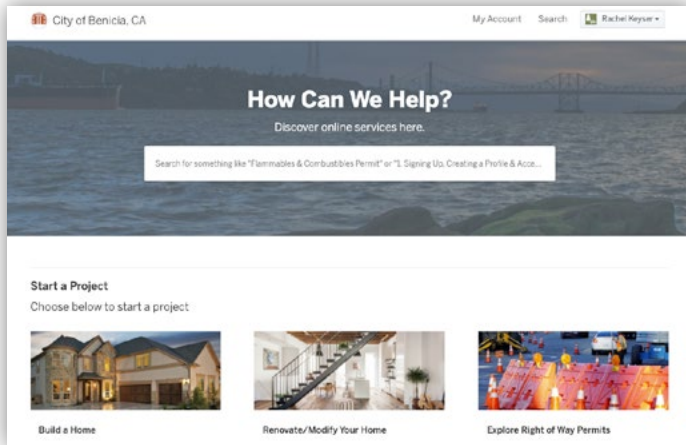 City of Benicia, CA
My Account Search Rachel Keyser
How Can We Help?
Discover online services here.
Search for something like "Flammables & Combustibles Permit" or "1. Signing Up, Creating a Profile & Acce...
Start a Project
Choose below to start a project
Build a Home
Renovate/Modify Your Home
Explore Right of Way Permits